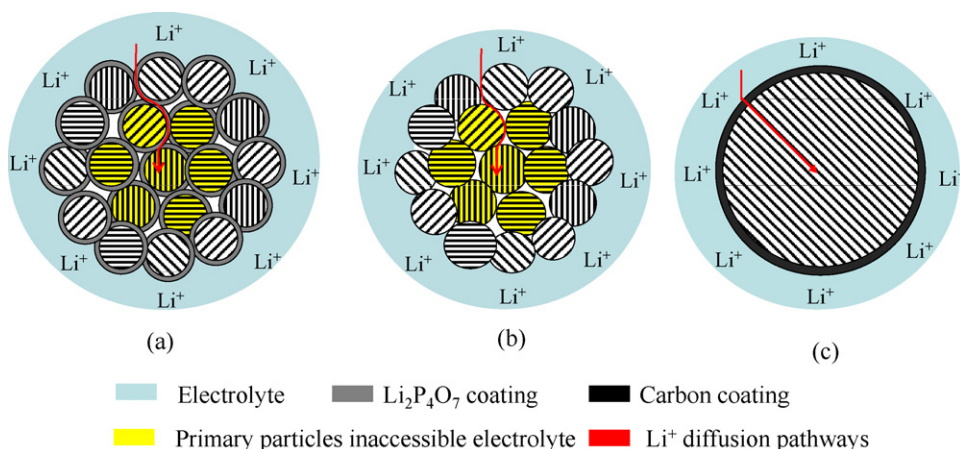 Li⁺
Li⁺
Li⁺
Li⁺
Li⁺
Li⁺
Li⁺
Li⁺
(a)
Li⁺
Li⁺
Li⁺
Li⁺
Li⁺
Li⁺
Li⁺
Li⁺
(b)
Li⁺
Li⁺
Li⁺
Li⁺
Li⁺
Li⁺
Li⁺
Li⁺
(c)
Electrolyte
Li₂P₄O₇ coating
Carbon coating
Primary particles inaccessible electrolyte
Li⁺ diffusion pathways